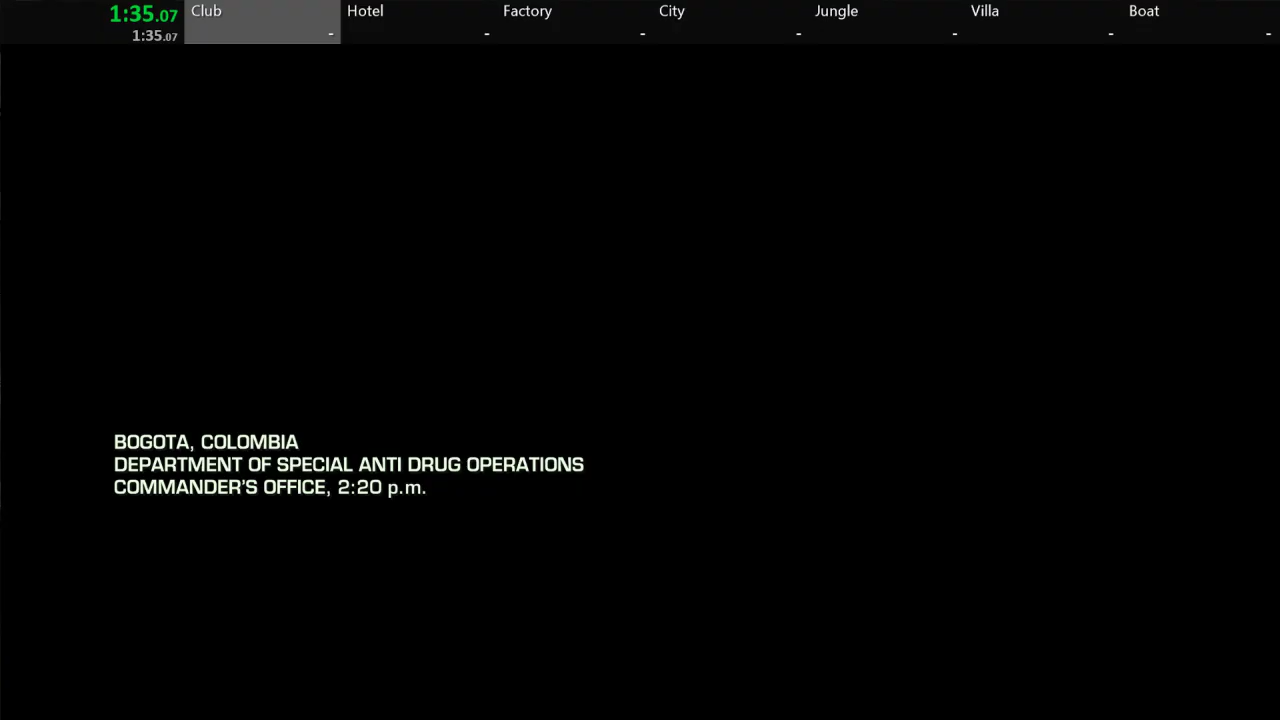 1:35.07 Club Hotel Factory City Jungle Villa Boat
1:35.07 - - - - - - -
BOGOTA, COLOMBIA
DEPARTMENT OF SPECIAL ANTI DRUG OPERATIONS
COMMANDER'S OFFICE, 2:20 p.m.